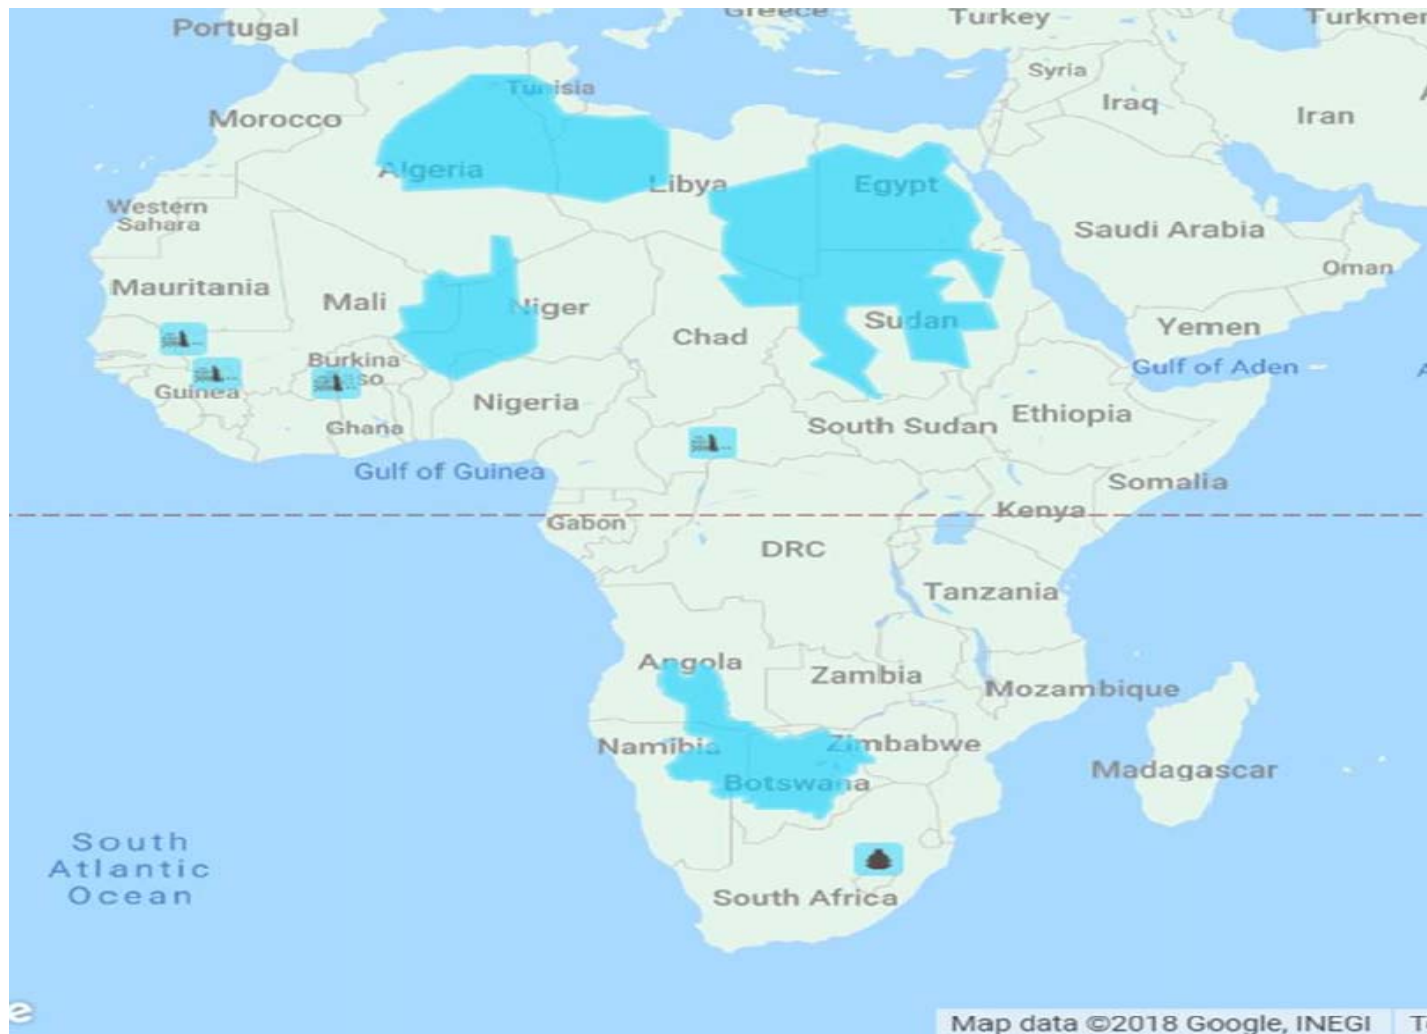 Greece
Turkey
Turkmen
Portugal
Syria
Tunisia
Iraq
Iran
Morocco
Algeria
Libya
Egypt
Western
Sahara
Saudi Arabia
Oman
Mauritania
Mali
Niger
Sudan
Chad
Yemen
Burkina
Faso
Gulf of Aden
Guinea
Nigeria
Ethiopia
Ghana
South Sudan
Gulf of Guinea
Somalia
Kenya
Gabon
DRC
Tanzania
Angola
Zambia
Mozambique
Namibia
Zimbabwe
Madagascar
Botswana
South
Atlantic
Ocean
South Africa
e
Map data ©2018 Google, INEGI